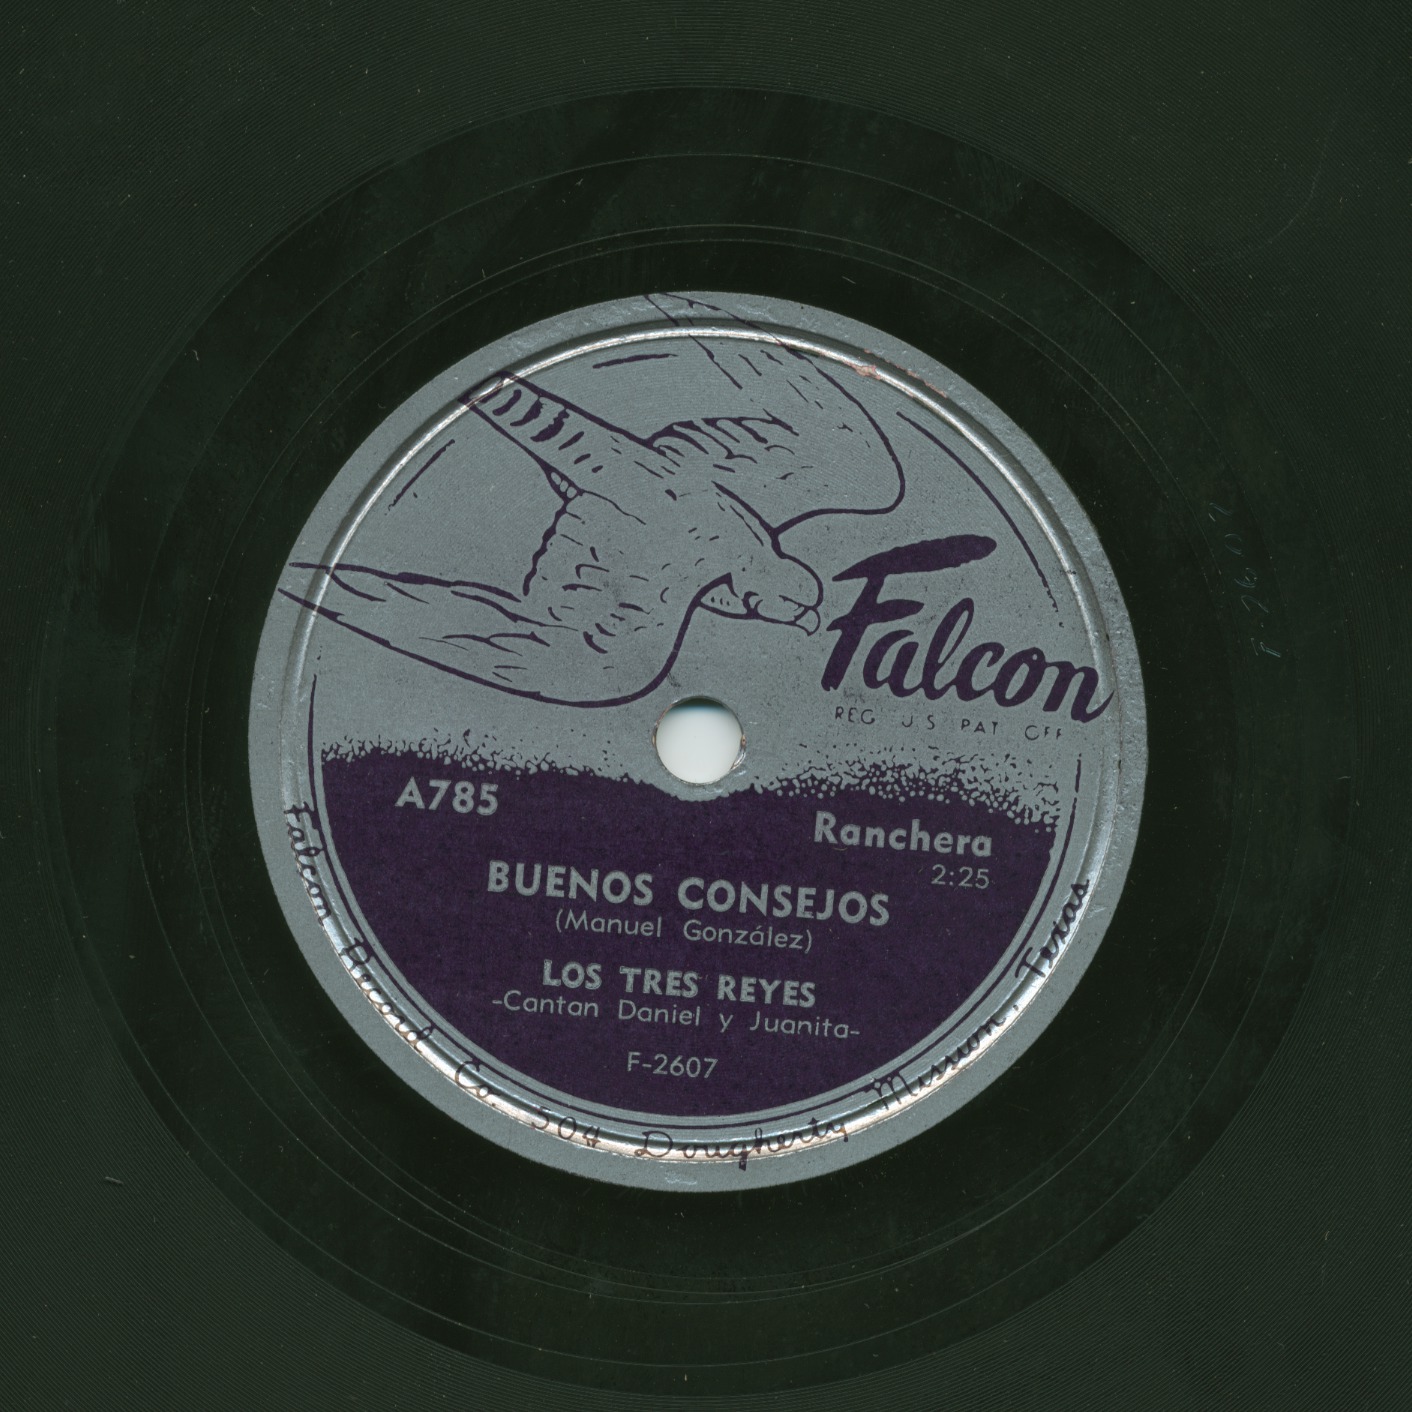 Falcon
REG U.S. PAT. OFF.
A785
Ranchera
2:25
BUENOS CONSEJOS
(Manuel González)
LOS TRES REYES
-Cantan Daniel y Juanita-
F-2607
Falcon Record Co. 504 Dougherty Mission, Texas
F-2607